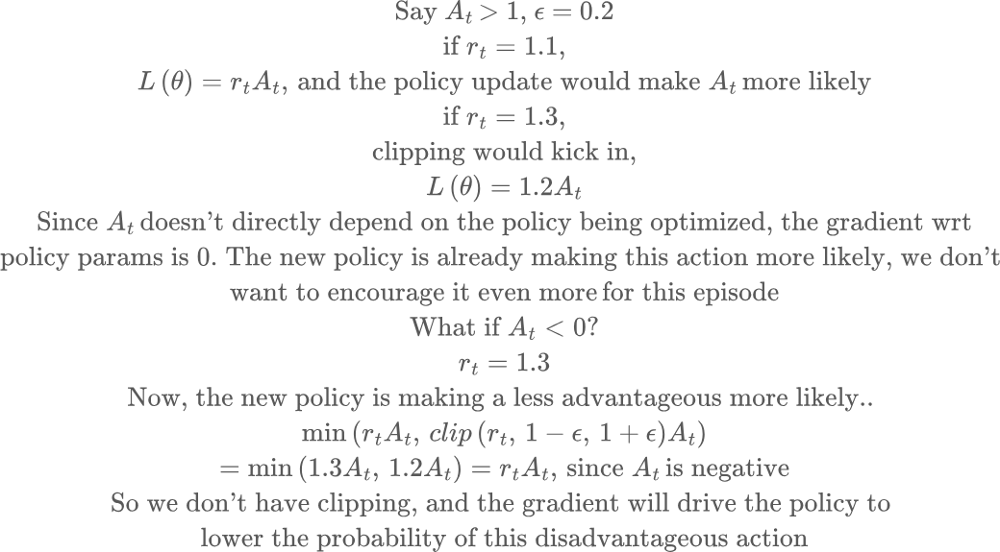 Say A_t > 1, ϵ = 0.2
if r_t = 1.1,
L (θ) = r_t A_t, and the policy update would make A_t more likely
if r_t = 1.3,
clipping would kick in,
L (θ) = 1.2A_t
Since A_t doesn't directly depend on the policy being optimized, the gradient wrt
policy params is 0. The new policy is already making this action more likely, we don't
want to encourage it even more for this episode
What if A_t < 0?
r_t = 1.3
Now, the new policy is making a less advantageous more likely..
min (r_t A_t, clip (r_t, 1 − ϵ, 1 + ϵ)A_t)
= min (1.3A_t, 1.2A_t) = r_t A_t, since A_t is negative
So we don't have clipping, and the gradient will drive the policy to
lower the probability of this disadvantageous action